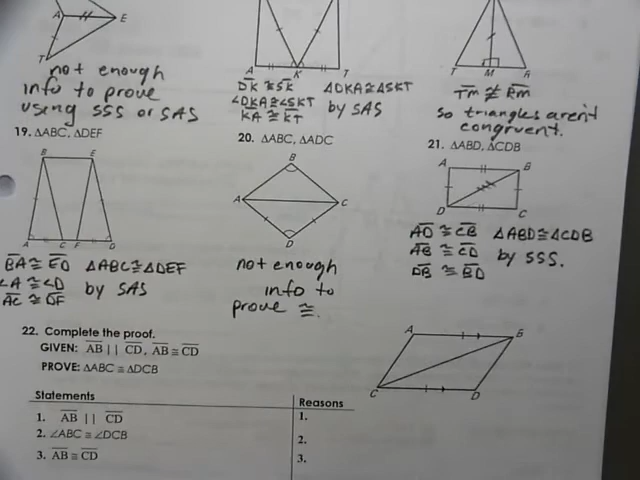 A E
T
not enough
info to prove
using SSS or SAS
A K T
DK ≅ SK ΔDKA≅ΔSKT
∠DKA≅∠SKT by SAS
KA ≅ KT
T M R
TM ≇ RM
so triangles aren't
congruent.
19. ΔABC, ΔDEF
B E
A C F D
BA ≅ ED ΔABC≅ΔDEF
∠A ≅ ∠D by SAS
AC ≅ DF
20. ΔABC, ΔADC
B
A C
D
not enough
info to
prove ≅.
21. ΔABD, ΔCDB
A B
D C
AD ≅ CB ΔABD≅ΔCDB
AB ≅ CD by SSS.
DB ≅ BD
22. Complete the proof.
GIVEN: AB || CD, AB ≅ CD
PROVE: ΔABC ≅ ΔDCB
A B
C D
Statements Reasons
1. AB || CD 1.
2. ∠ABC ≅ ∠DCB 2.
3. AB ≅ CD 3.